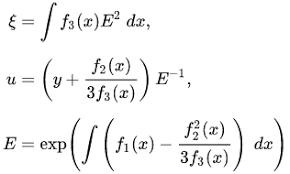 ξ = ∫ f₃(x)E² dx,
u = (y + f₂(x)/3f₃(x)) E⁻¹,
E = exp(∫ (f₁(x) − f₂²(x)/3f₃(x)) dx)